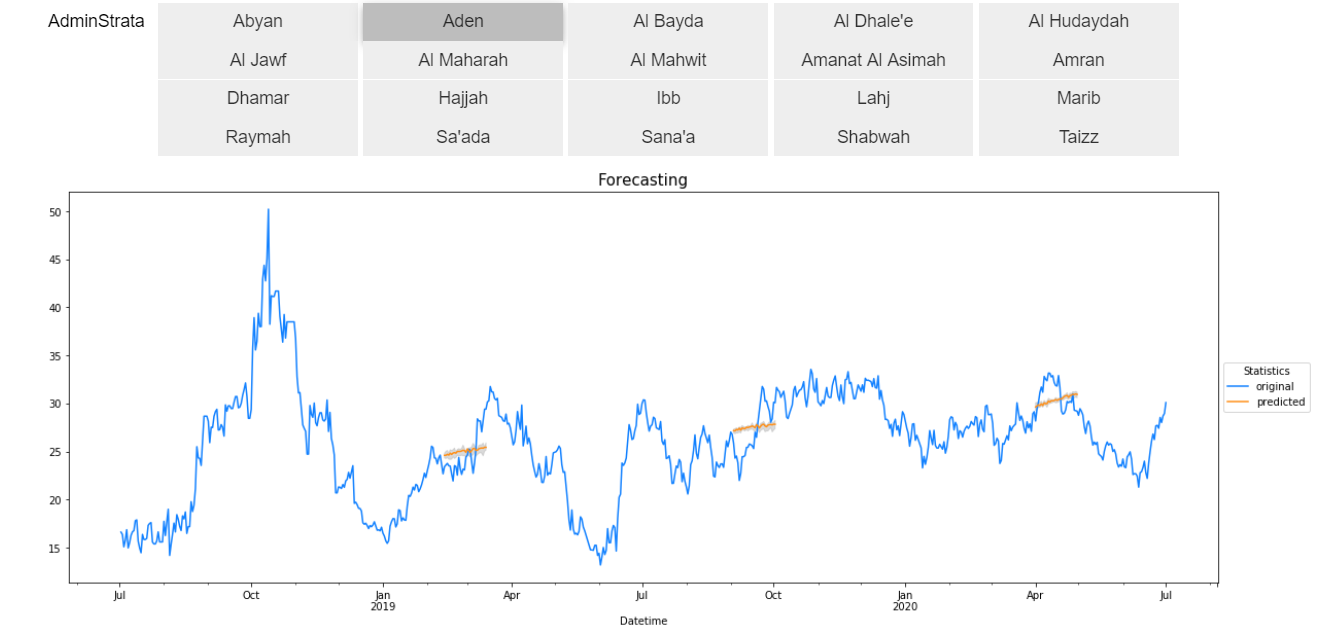 AdminStrata Abyan Aden Al Bayda Al Dhale'e Al Hudaydah
Al Jawf Al Maharah Al Mahwit Amanat Al Asimah Amran
Dhamar Hajjah Ibb Lahj Marib
Raymah Sa'ada Sana'a Shabwah Taizz
Forecasting
50
45
40
35
30
25
20
15
Statistics
original
predicted
Jul Oct Jan Apr Jul Oct Jan Apr Jul
2019 2020
Datetime